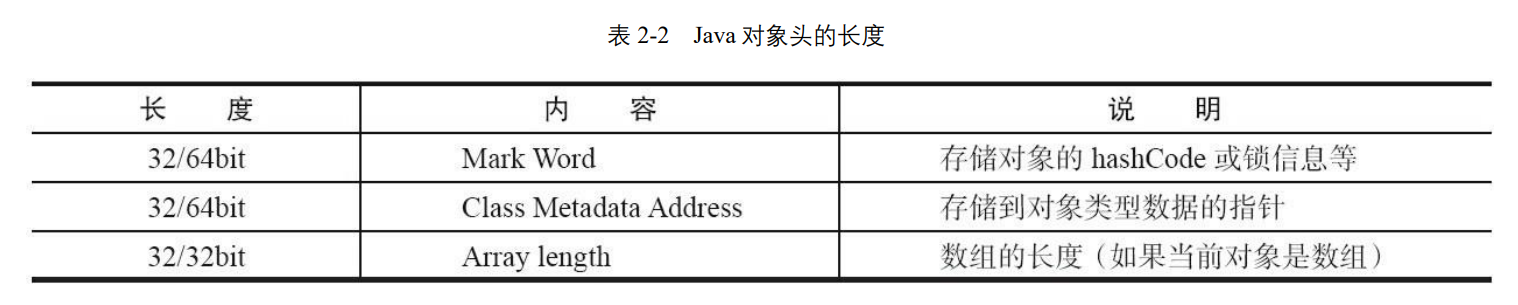 表 2-2 Java 对象头的长度
长 度 内 容 说 明
32/64bit Mark Word 存储对象的 hashCode 或锁信息等
32/64bit Class Metadata Address 存储到对象类型数据的指针
32/32bit Array length 数组的长度（如果当前对象是数组）